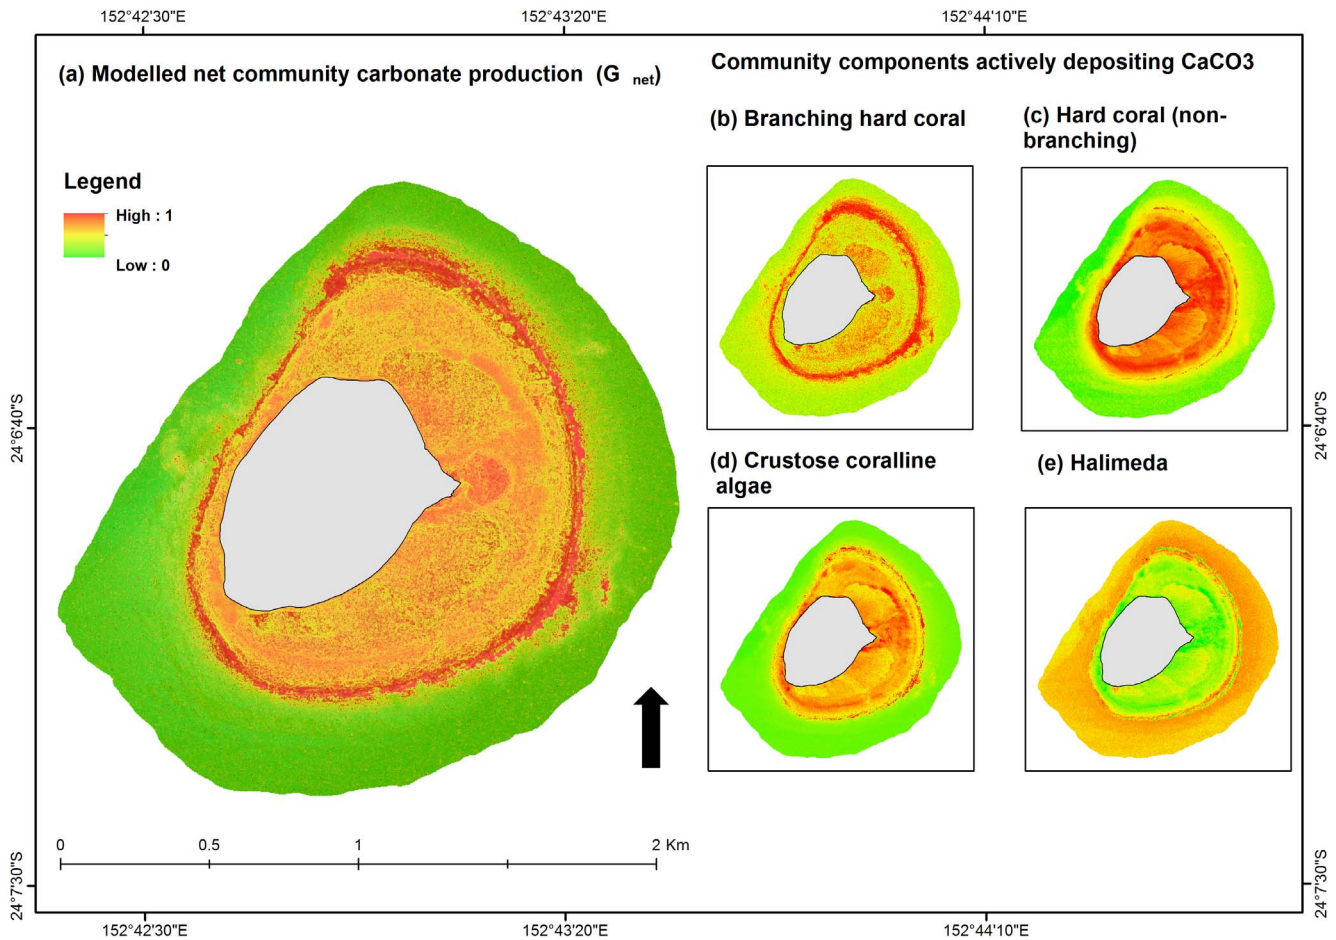 152°42'30"E
152°43'20"E
152°44'10"E
(a) Modelled net community carbonate production (G net)
Community components actively depositing CaCO3
(b) Branching hard coral
(c) Hard coral (non-
branching)
Legend
High : 1
Low : 0
24°6'40"S
24°6'40"S
(d) Crustose coralline
algae
(e) Halimeda
0
0.5
1
2 Km
24°7'30"S
24°7'30"S
152°42'30"E
152°43'20"E
152°44'10"E